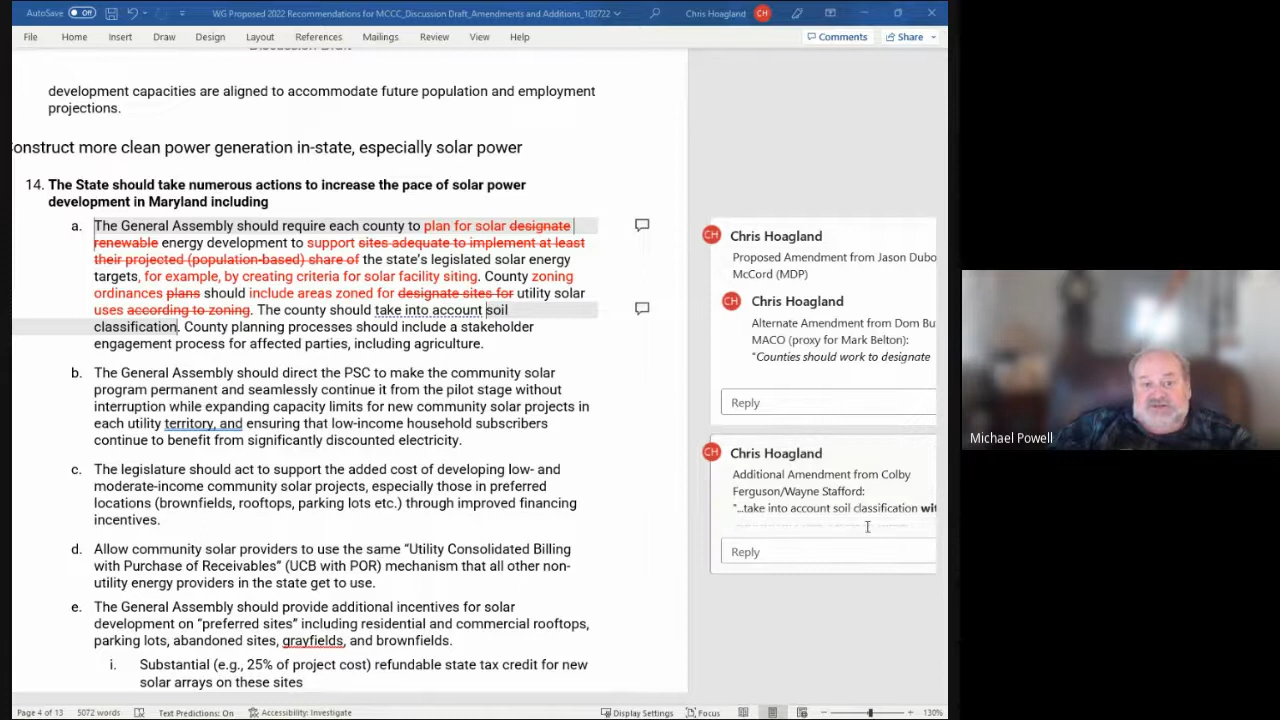 AutoSave Off WG Proposed 2022 Recommendations for MCCC_Discussion Draft_Amendments and Additions_102722 Chris Hoagland CH
File Home Insert Draw Design Layout References Mailings Review View Help Comments Share
Discussion Draft
development capacities are aligned to accommodate future population and employment
projections.
onstruct more clean power generation in-state, especially solar power
14. The State should take numerous actions to increase the pace of solar power
development in Maryland including
a. The General Assembly should require each county to plan for solar designate
renewable energy development to support sites adequate to implement at least
their projected (population-based) share of the state's legislated solar energy
targets, for example, by creating criteria for solar facility siting. County zoning
ordinances plans should include areas zoned for designate sites for utility solar
uses according to zoning. The county should take into account soil
classification. County planning processes should include a stakeholder
engagement process for affected parties, including agriculture.
b. The General Assembly should direct the PSC to make the community solar
program permanent and seamlessly continue it from the pilot stage without
interruption while expanding capacity limits for new community solar projects in
each utility territory, and ensuring that low-income household subscribers
continue to benefit from significantly discounted electricity.
c. The legislature should act to support the added cost of developing low- and
moderate-income community solar projects, especially those in preferred
locations (brownfields, rooftops, parking lots etc.) through improved financing
incentives.
d. Allow community solar providers to use the same “Utility Consolidated Billing
with Purchase of Receivables” (UCB with POR) mechanism that all other non-
utility energy providers in the state get to use.
e. The General Assembly should provide additional incentives for solar
development on “preferred sites” including residential and commercial rooftops,
parking lots, abandoned sites, grayfields, and brownfields.
i. Substantial (e.g., 25% of project cost) refundable state tax credit for new
solar arrays on these sites
CH Chris Hoagland
Proposed Amendment from Jason Dubo
McCord (MDP)
CH Chris Hoagland
Alternate Amendment from Dom Bu
MACO (proxy for Mark Belton):
"Counties should work to designate
Reply
CH Chris Hoagland
Additional Amendment from Colby
Ferguson/Wayne Stafford:
"...take into account soil classification wit
Reply
Michael Powell
Page 4 of 13 5072 words Text Predictions: On Accessibility: Investigate Display Settings Focus 130%